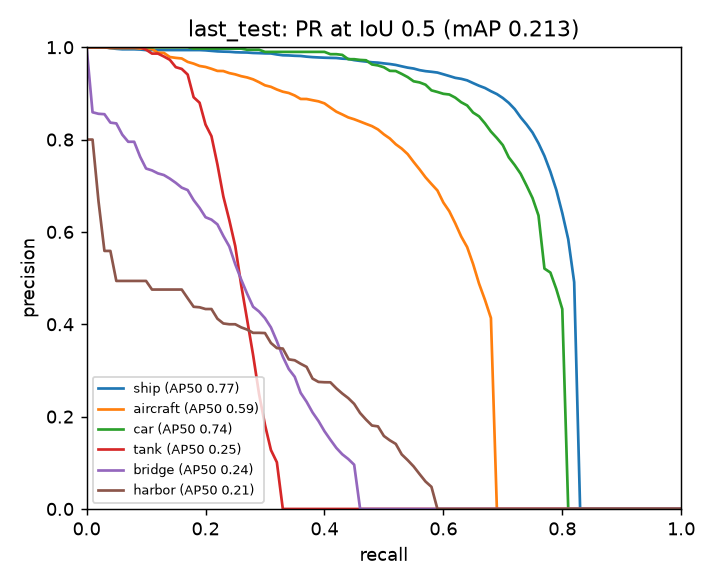 last_test: PR at IoU 0.5 (mAP 0.213)
precision
1.0
0.8
0.6
0.4
0.2
0.0
ship (AP50 0.77)
aircraft (AP50 0.59)
car (AP50 0.74)
tank (AP50 0.25)
bridge (AP50 0.24)
harbor (AP50 0.21)
0.0 0.2 0.4 0.6 0.8 1.0
recall